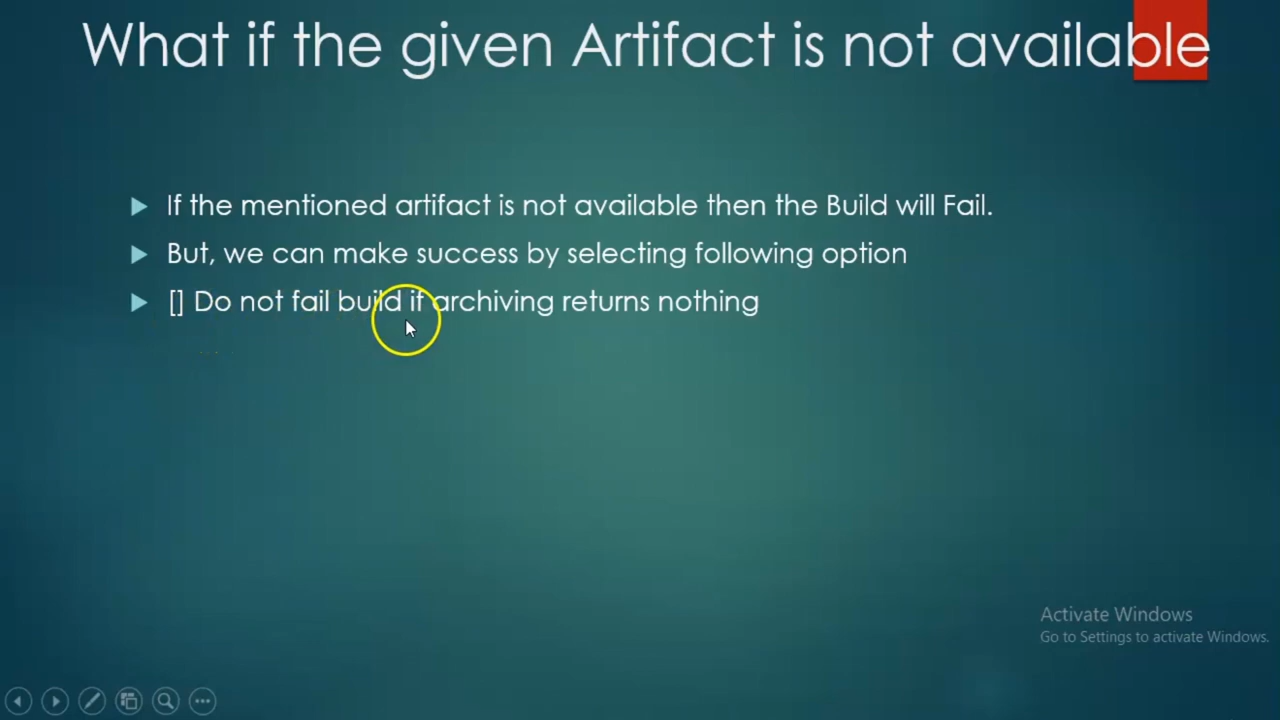 What if the given Artifact is not available
If the mentioned artifact is not available then the Build will Fail.
But, we can make success by selecting following option
[] Do not fail build if archiving returns nothing
Activate Windows
Go to Settings to activate Windows.